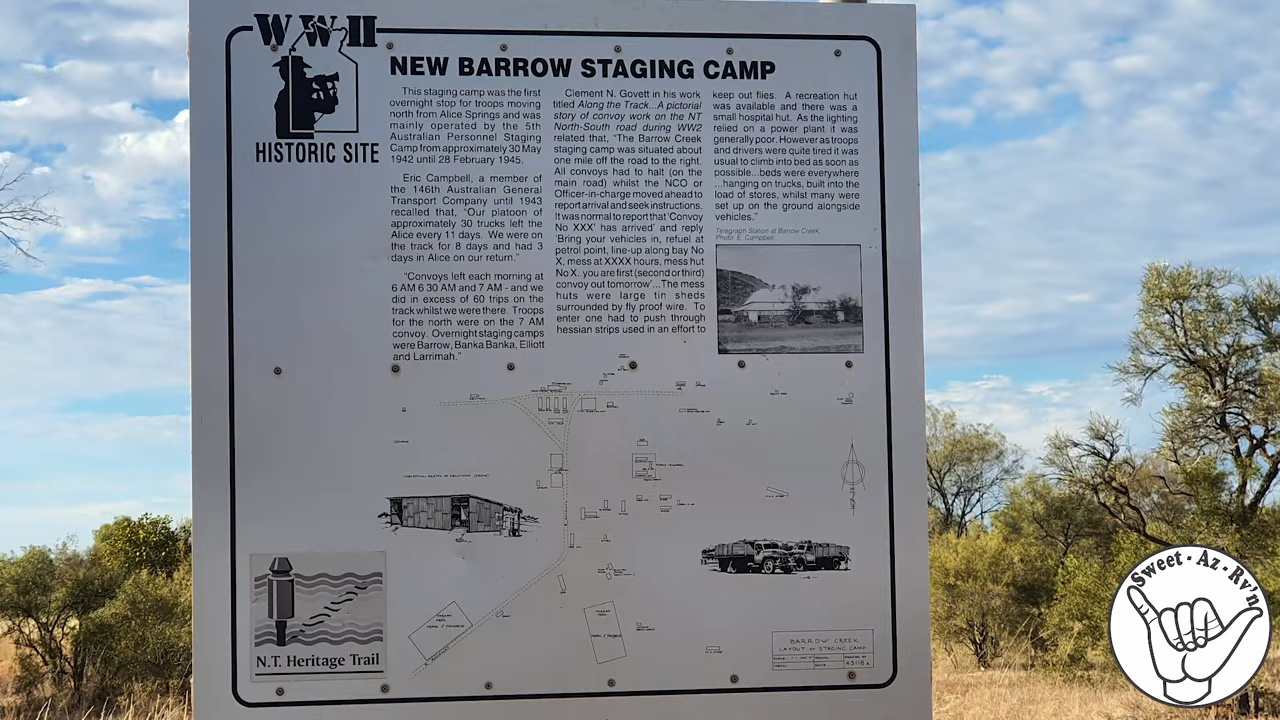 WWII
HISTORIC SITE
NEW BARROW STAGING CAMP
This staging camp was the first
overnight stop for troops moving
north from Alice Springs and was
mainly operated by the 5th
Australian Personnel Staging
Camp from approximately 30 May
1942 until 28 February 1945.
Eric Campbell, a member of
the 146th Australian General
Transport Company until 1943
recalled that, "Our platoon of
approximately 30 trucks left the
Alice every 11 days. We were on
the track for 8 days and had 3
days in Alice on our return."
"Convoys left each morning at
6 AM 6 30 AM and 7 AM - and we
did in excess of 60 trips on the
track whilst we were there. Troops
for the north were on the 7 AM
convoy. Overnight staging camps
were Barrow, Banka Banka, Elliott
and Larrimah."
Clement N. Govett in his work
titled Along the Track...A pictorial
story of convoy work on the NT
North-South road during WW2
related that, "The Barrow Creek
staging camp was situated about
one mile off the road to the right.
All convoys had to halt (on the
main road) whilst the NCO or
Officer-in-charge moved ahead to
report arrival and seek instructions.
It was normal to report that 'Convoy
No XXX' has arrived' and reply
'Bring your vehicles in, refuel at
petrol point, line-up along bay No
X, mess at XXXX hours, mess hut
No X..you are first (second or third)
convoy out tomorrow'...The mess
huts were large tin sheds
surrounded by fly proof wire. To
enter one had to push through
hessian strips used in an effort to
keep out flies. A recreation hut
was available and there was a
small hospital hut. As the lighting
relied on a power plant it was
generally poor. However as troops
and drivers were quite tired it was
usual to climb into bed as soon as
possible...beds were everywhere
...hanging on trucks, built into the
load of stores, whilst many were
set up on the ground alongside
vehicles."
Telegraph Station at Barrow Creek.
Photo: E. Campbell
N.T. Heritage Trail
BARROW CREEK
LAYOUT OF STAGING CAMP
Sweet · Az · Rv'n